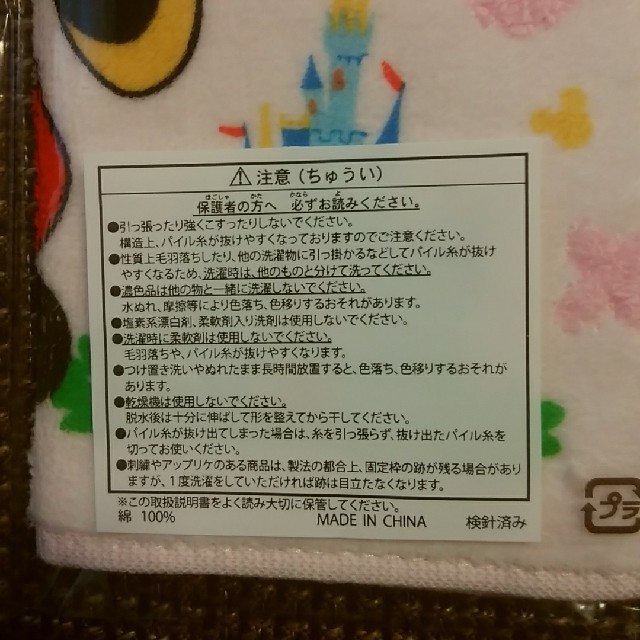 ⚠注意(ちゅうい)
保護者の方へ 必ずお読みください。
●引っ張ったり強くこすったりしないでください。
構造上、パイル糸が抜けやすくなっておりますのでご注意ください。
●性質上毛羽落ちしたり、他の洗濯物に引っ掛かるなどしてパイル糸が抜け
やすくなるため、洗濯時は、他のものと分けて洗ってください。
●濃色品は他の物と一緒に洗濯しないでください。
水ぬれ、摩擦等により色落ち、色移りするおそれがあります。
●塩素系漂白剤、柔軟剤入り洗剤は使用しないでください。
●洗濯時に柔軟剤は使用しないでください。
毛羽落ちや、パイル糸が抜けやすくなります。
●つけ置き洗いやぬれたまま長時間放置すると、色落ち、色移りするおそれが
あります。
●乾燥機は使用しないでください。
脱水後は十分に伸ばして形を整えてから干してください。
●パイル糸が抜け出てしまった場合は、糸を引っ張らず、抜け出たパイル糸を
切ってお使いください。
●刺繍やアップリケのある商品は、製法の都合上、固定枠の跡が残る場合があり
ますが、1度洗濯をしていただければ跡は目立たなくなります。
※この取扱説明書をよく読み大切に保管してください。
綿 100% MADE IN CHINA 検針済み
プラ